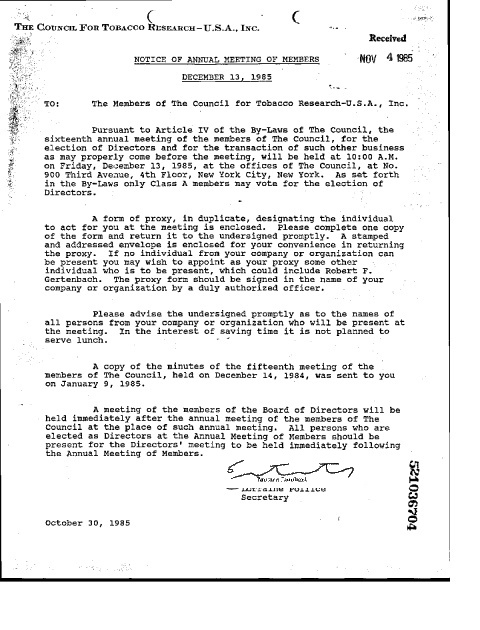 THE COUNCIL FOR TOBACCO RESEARCH–U.S.A., INC.
Received
NOV 4 1985
NOTICE OF ANNUAL MEETING OF MEMBERS
DECEMBER 13, 1985
TO: The Members of The Council for Tobacco Research-U.S.A., Inc.
Pursuant to Article IV of the By-Laws of The Council, the
sixteenth annual meeting of the members of The Council, for the
election of Directors and for the transaction of such other business
as may properly come before the meeting, will be held at 10:00 A.M.
on Friday, December 13, 1985, at the offices of The Council, at No.
900 Third Avenue, 4th Floor, New York City, New York. As set forth
in the By-Laws only Class A members may vote for the election of
Directors.
A form of proxy, in duplicate, designating the individual
to act for you at the meeting is enclosed. Please complete one copy
of the form and return it to the undersigned promptly. A stamped
and addressed envelope is enclosed for your convenience in returning
the proxy. If no individual from your company or organization can
be present you may wish to appoint as your proxy some other
individual who is to be present, which could include Robert F.
Gertenbach. The proxy form should be signed in the name of your
company or organization by a duly authorized officer.
Please advise the undersigned promptly as to the names of
all persons from your company or organization who will be present at
the meeting. In the interest of saving time it is not planned to
serve lunch.
A copy of the minutes of the fifteenth meeting of the
members of The Council, held on December 14, 1984, was sent to you
on January 9, 1985.
A meeting of the members of the Board of Directors will be
held immediately after the annual meeting of the members of The
Council at the place of such annual meeting. All persons who are
elected as Directors at the Annual Meeting of Members should be
present for the Directors' meeting to be held immediately following
the Annual Meeting of Members.
Lorraine Pollice
Secretary
October 30, 1985
521036704